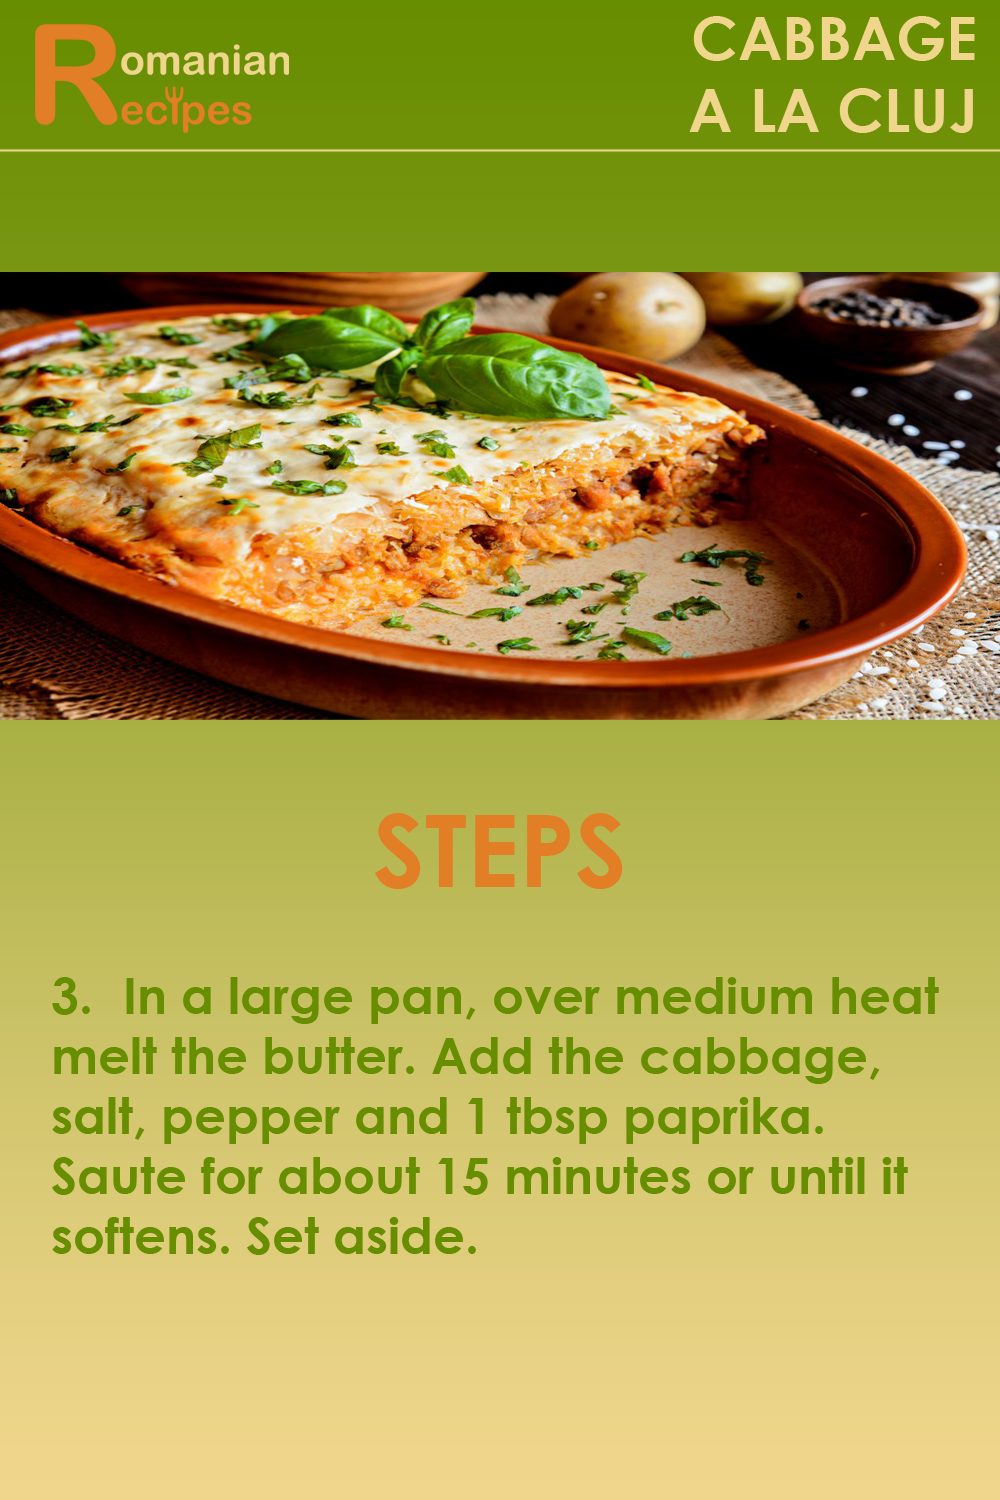 Romanian
Recipes
CABBAGE
A LA CLUJ
STEPS
3. In a large pan, over medium heat
melt the butter. Add the cabbage,
salt, pepper and 1 tbsp paprika.
Saute for about 15 minutes or until it
softens. Set aside.